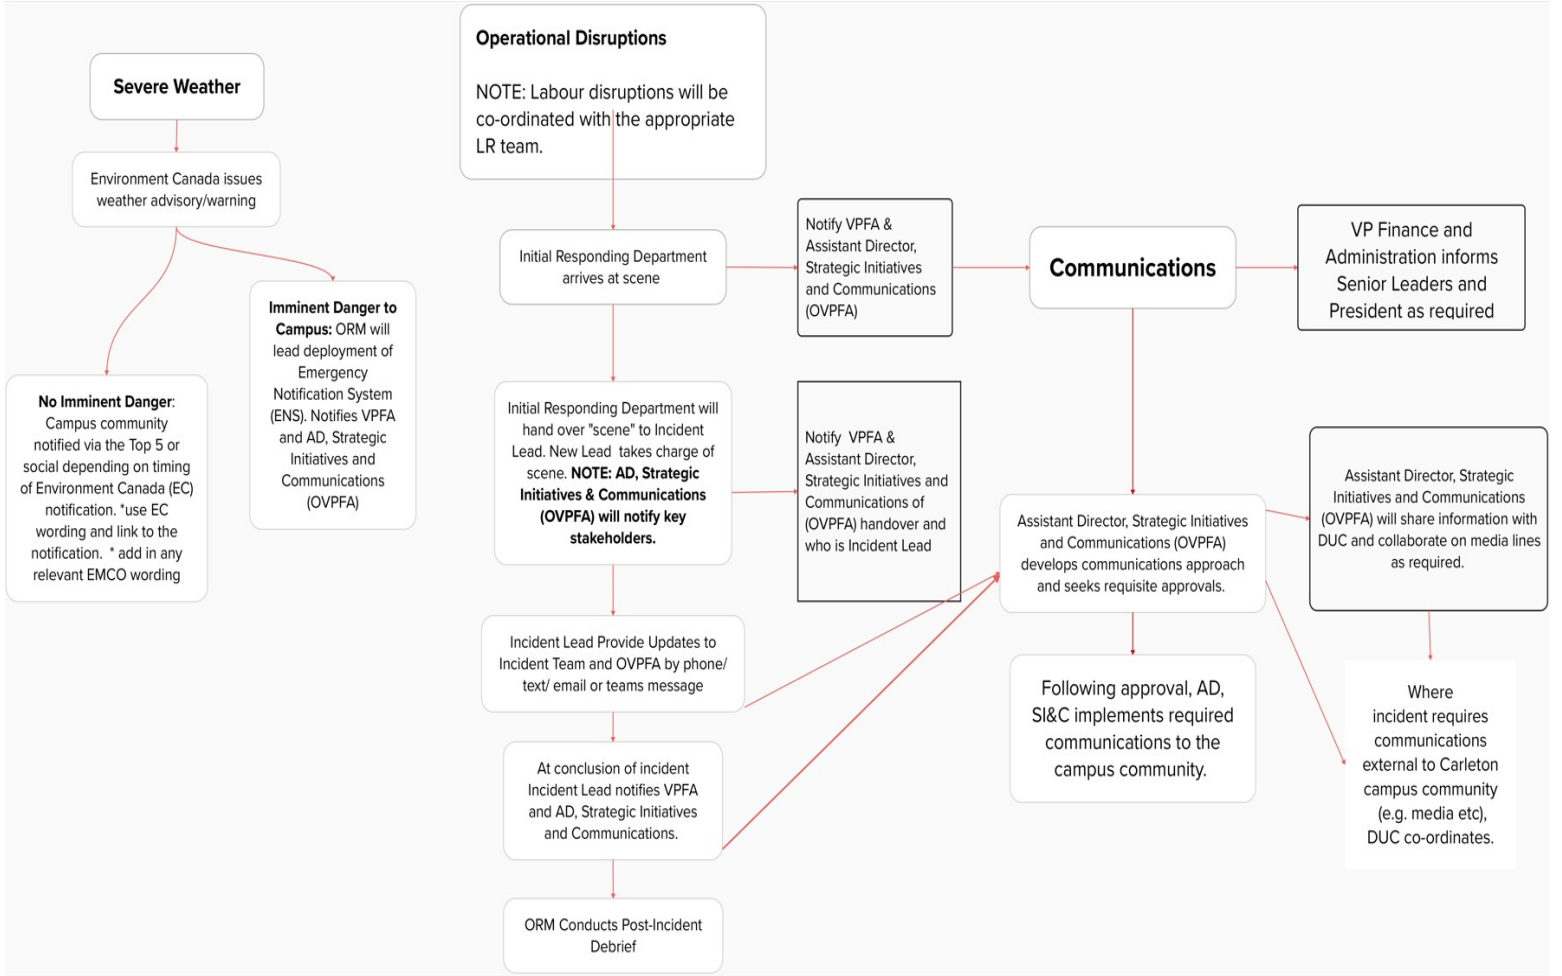 Severe Weather
Environment Canada issues
weather advisory/warning
Imminent Danger to
Campus: ORM will
lead deployment of
Emergency
Notification System
(ENS). Notifies VPFA
and AD, Strategic
Initiatives and
Communications
(OVPFA)
No Imminent Danger:
Campus community
notified via the Top 5 or
social depending on timing
of Environment Canada (EC)
notification. *use EC
wording and link to the
notification. * add in any
relevant EMCO wording
Operational Disruptions
NOTE: Labour disruptions will be
co-ordinated with the appropriate
LR team.
Initial Responding Department
arrives at scene
Notify VPFA &
Assistant Director,
Strategic Initiatives
and Communications
(OVPFA)
Communications
VP Finance and
Administration informs
Senior Leaders and
President as required
Initial Responding Department will
hand over "scene" to Incident
Lead. New Lead takes charge of
scene. NOTE: AD, Strategic
Initiatives & Communications
(OVPFA) will notify key
stakeholders.
Notify VPFA &
Assistant Director,
Strategic Initiatives and
Communications of
(OVPFA) handover and
who is Incident Lead
Assistant Director, Strategic Initiatives
and Communications (OVPFA)
develops communications approach
and seeks requisite approvals.
Assistant Director, Strategic
Initiatives and Communications
(OVPFA) will share information with
DUC and collaborate on media lines
as required.
Incident Lead Provide Updates to
Incident Team and OVPFA by phone/
text/ email or teams message
Following approval, AD,
SI&C implements required
communications to the
campus community.
Where
incident requires
communications
external to Carleton
campus community
(e.g. media etc),
DUC co-ordinates.
At conclusion of incident
Incident Lead notifies VPFA
and AD, Strategic Initiatives
and Communications.
ORM Conducts Post-Incident
Debrief